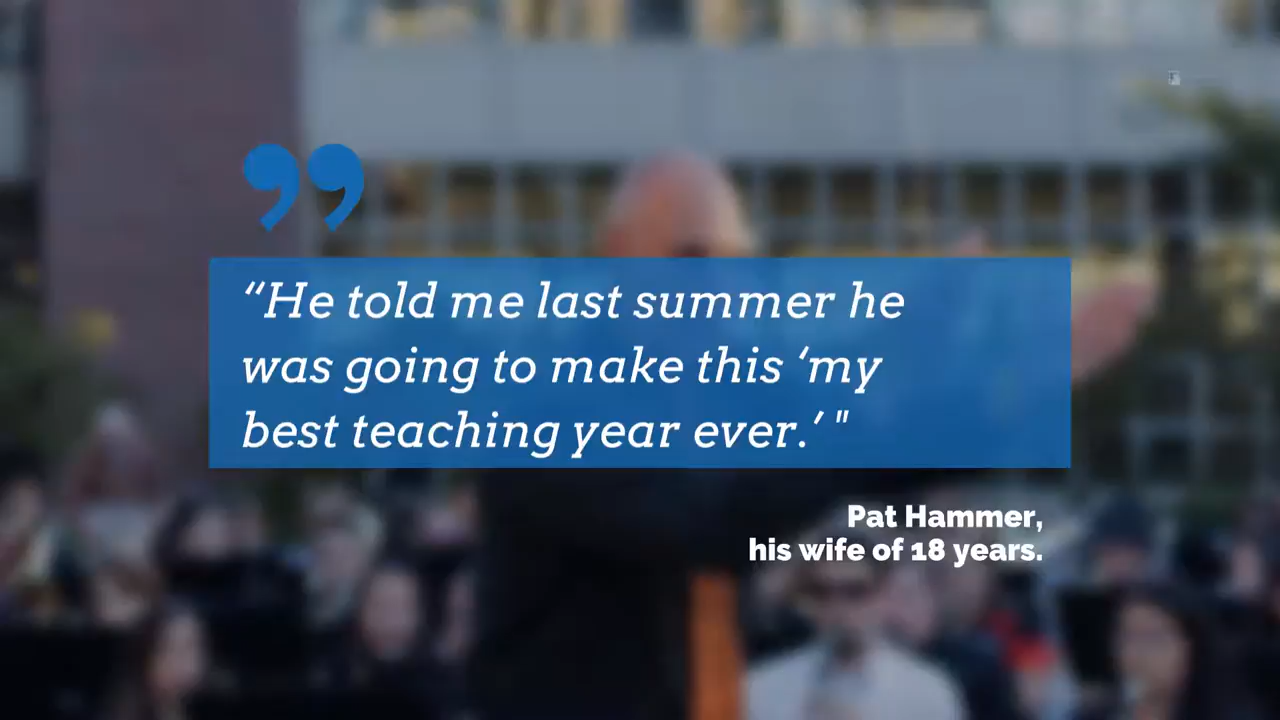 “He told me last summer he
was going to make this ‘my
best teaching year ever.’ "
Pat Hammer,
his wife of 18 years.